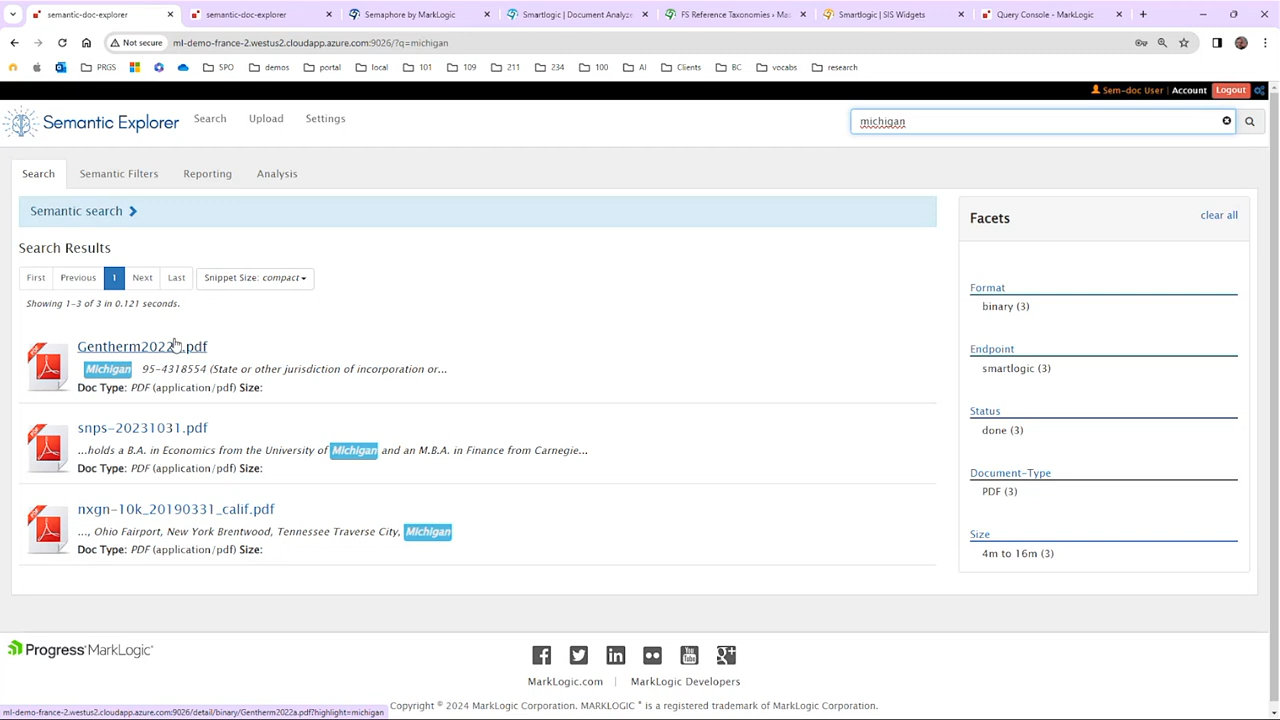 semantic-doc-explorer
semantic-doc-explorer
Semaphore by MarkLogic
Smartlogic | Document Analyze
FS Reference Taxonomies › Ma
Smartlogic | SIS Widgets
Query Console - MarkLogic
Not secure
ml-demo-france-2.westus2.cloudapp.azure.com:9026/?q=michigan
PRGS
SPO
demos
portal
local
101
109
211
234
100
AI
Clients
BC
vocabs
research
Sem-doc User | Account Logout
Semantic Explorer
Search
Upload
Settings
michigan
Search
Semantic Filters
Reporting
Analysis
Semantic search
Search Results
First
Previous
1
Next
Last
Snippet Size: compact
Showing 1-3 of 3 in 0.121 seconds.
Michigan 95-4318554 (State or other jurisdiction of incorporation or...
Doc Type: PDF (application/pdf) Size:
snps-20231031.pdf
...holds a B.A. in Economics from the University of Michigan and an M.B.A. in Finance from Carnegie...
Doc Type: PDF (application/pdf) Size:
nxgn-10k_20190331_calif.pdf
..., Ohio Fairport, New York Brentwood, Tennessee Traverse City, Michigan
Doc Type: PDF (application/pdf) Size:
Facets
clear all
Format
binary (3)
Endpoint
smartlogic (3)
Status
done (3)
Document-Type
PDF (3)
Size
4m to 16m (3)
Progress MarkLogic
You Tube
g+
MarkLogic.com | MarkLogic Developers
Copyright © 2024 MarkLogic Corporation. MARKLOGIC ® is a registered trademark of MarkLogic Corporation.
ml-demo-france-2.westus2.cloudapp.azure.com:9026/detail/binary/Gentherm2022a.pdf?highlight=michigan